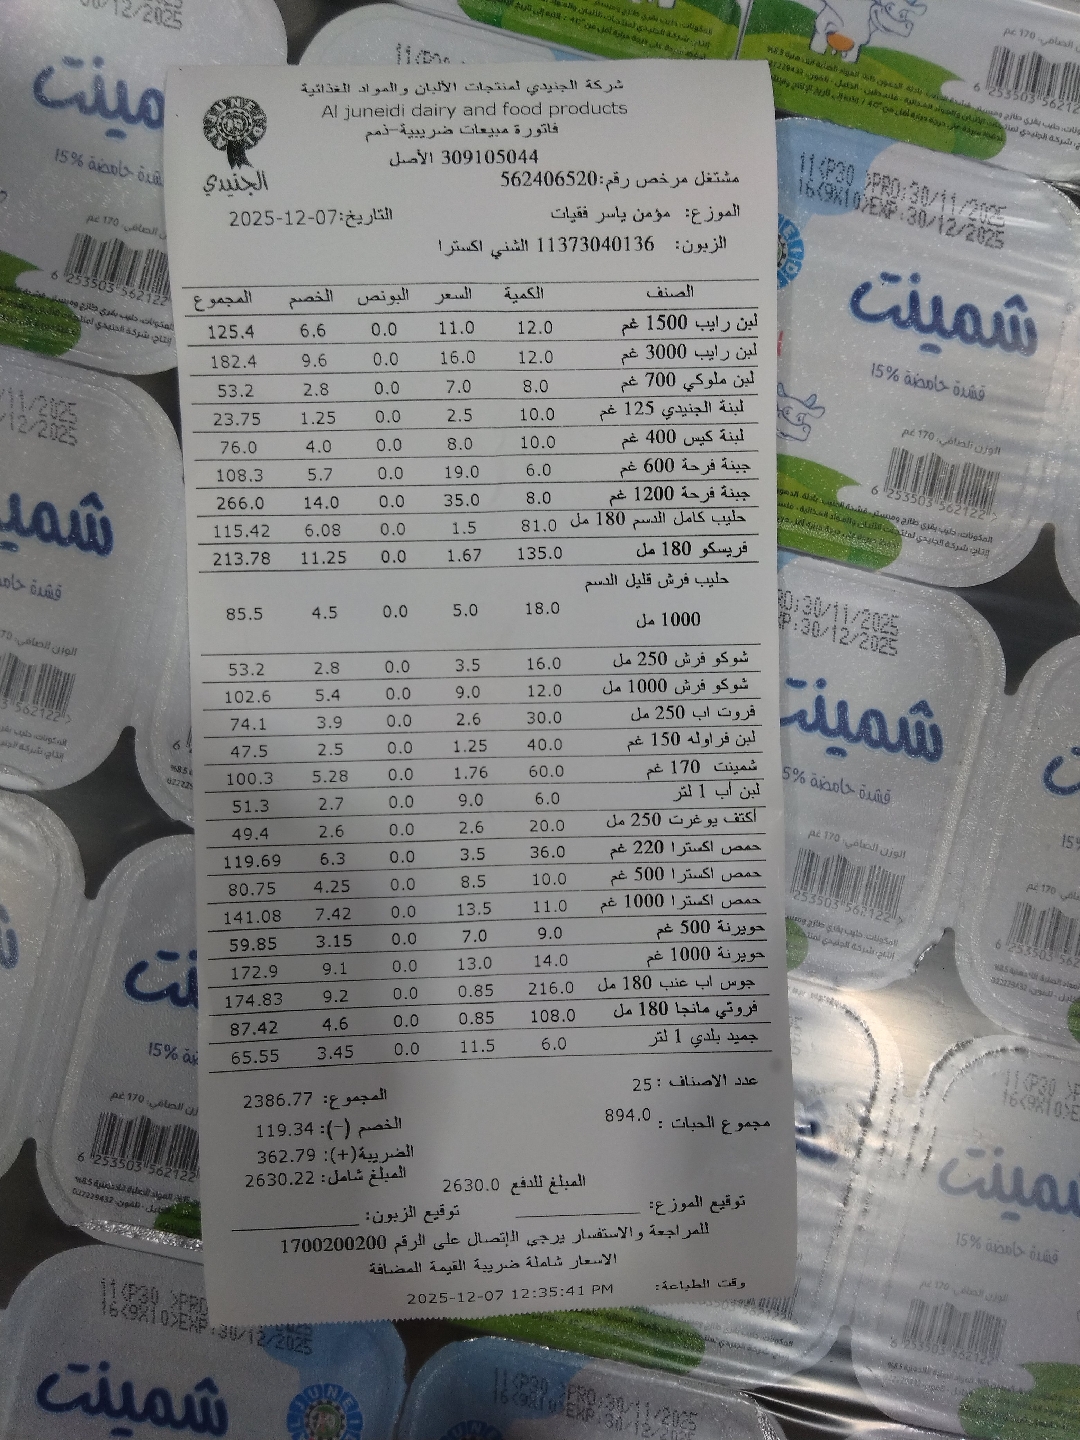 شركة الجنيدي لمنتجات الألبان والمواد الغذائية
Al juneidi dairy and food products
فاتورة مبيعات ضريبية-ذمم
309105044 الأصل
مشتغل مرخص رقم:562406520
الجنيدي
الموزع: مؤمن ياسر فقيات التاريخ:2025-12-07
الزبون: 11373040136 الشني اكسترا
الصنف الكمية السعر البونص الخصم المجموع
لبن رايب 1500 غم 12.0 11.0 0.0 6.6 125.4
لبن رايب 3000 غم 12.0 16.0 0.0 9.6 182.4
لبن ملوكي 700 غم 8.0 7.0 0.0 2.8 53.2
لبنة الجنيدي 125 غم 10.0 2.5 0.0 1.25 23.75
لبنة كيس 400 غم 10.0 8.0 0.0 4.0 76.0
جبنة فرحة 600 غم 6.0 19.0 0.0 5.7 108.3
جبنة فرحة 1200 غم 8.0 35.0 0.0 14.0 266.0
حليب كامل الدسم 180 مل 81.0 1.5 0.0 6.08 115.42
فريسكو 180 مل 135.0 1.67 0.0 11.25 213.78
حليب فرش قليل الدسم
1000 مل 18.0 5.0 0.0 4.5 85.5
شوكو فرش 250 مل 16.0 3.5 0.0 2.8 53.2
شوكو فرش 1000 مل 12.0 9.0 0.0 5.4 102.6
فروت اب 250 مل 30.0 2.6 0.0 3.9 74.1
لبن فراوله 150 غم 40.0 1.25 0.0 2.5 47.5
شمينت 170 غم 60.0 1.76 0.0 5.28 100.3
لبن أب 1 لتر 6.0 9.0 0.0 2.7 51.3
أكتف يوغرت 250 مل 20.0 2.6 0.0 2.6 49.4
حمص اكسترا 220 غم 36.0 3.5 0.0 6.3 119.69
حمص اكسترا 500 غم 10.0 8.5 0.0 4.25 80.75
حمص اكسترا 1000 غم 11.0 13.5 0.0 7.42 141.08
حويرنة 500 غم 9.0 7.0 0.0 3.15 59.85
حويرنة 1000 غم 14.0 13.0 0.0 9.1 172.9
جوس اب عنب 180 مل 216.0 0.85 0.0 9.2 174.83
فروتي مانجا 180 مل 108.0 0.85 0.0 4.6 87.42
جميد بلدي 1 لتر 6.0 11.5 0.0 3.45 65.55
عدد الاصناف : 25 المجموع: 2386.77
مجموع الحبات : 894.0 الخصم (-): 119.34
الضريبة(+): 362.79
المبلغ شامل: 2630.22
المبلغ للدفع 2630.0
توقيع الموزع: توقيع الزبون:
للمراجعة والاستفسار يرجي الإتصال على الرقم 1700200200
الاسعار شاملة ضريبة القيمة المضافة
وقت الطباعة: 2025-12-07 12:35:41 PM
شمينت
قشدة حامضة 15%
الوزن الصافي: 170 غم
6 253503 562122
11<P30 >PRO:30/11/2025
16<9X10>EXP:30/12/2025